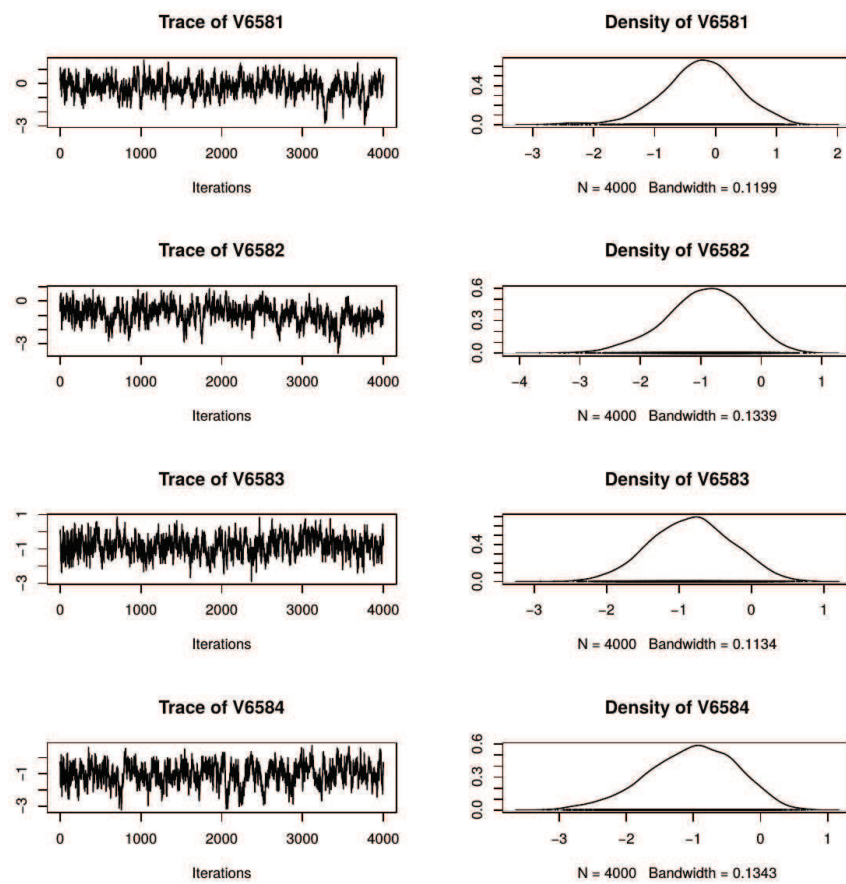 Trace of V6581
0
-3
0 1000 2000 3000 4000
Iterations
Density of V6581
0.4
0.0
-3 -2 -1 0 1 2
N = 4000 Bandwidth = 0.1199
Trace of V6582
0
-3
0 1000 2000 3000 4000
Iterations
Density of V6582
0.6
0.3
0.0
-4 -3 -2 -1 0 1
N = 4000 Bandwidth = 0.1339
Trace of V6583
1
-1
-3
0 1000 2000 3000 4000
Iterations
Density of V6583
0.4
0.0
-3 -2 -1 0 1
N = 4000 Bandwidth = 0.1134
Trace of V6584
-1
-3
0 1000 2000 3000 4000
Iterations
Density of V6584
0.6
0.3
0.0
-3 -2 -1 0 1
N = 4000 Bandwidth = 0.1343